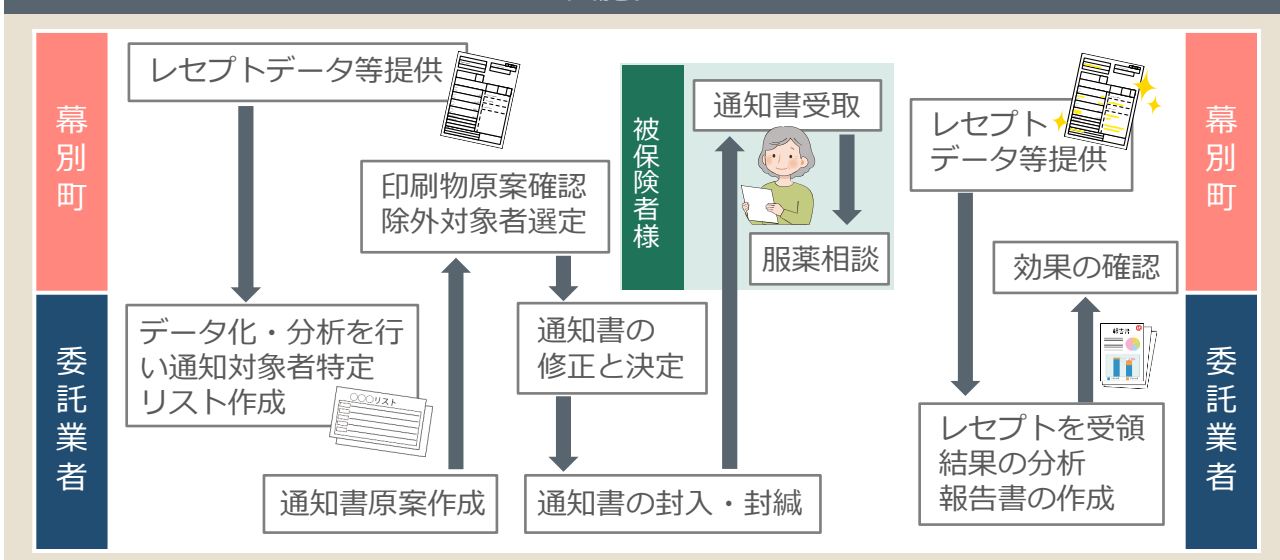 幕別町
委託業者
レセプトデータ等提供
データ化・分析を行
い通知対象者特定
リスト作成
○○○リスト
通知書原案作成
印刷物原案確認
除外対象者選定
通知書の
修正と決定
通知書の封入・封緘
被保険者様
通知書受取
服薬相談
レセプト
データ等提供
レセプトを受領
結果の分析
報告書の作成
報告書
効果の確認
幕別町
委託業者